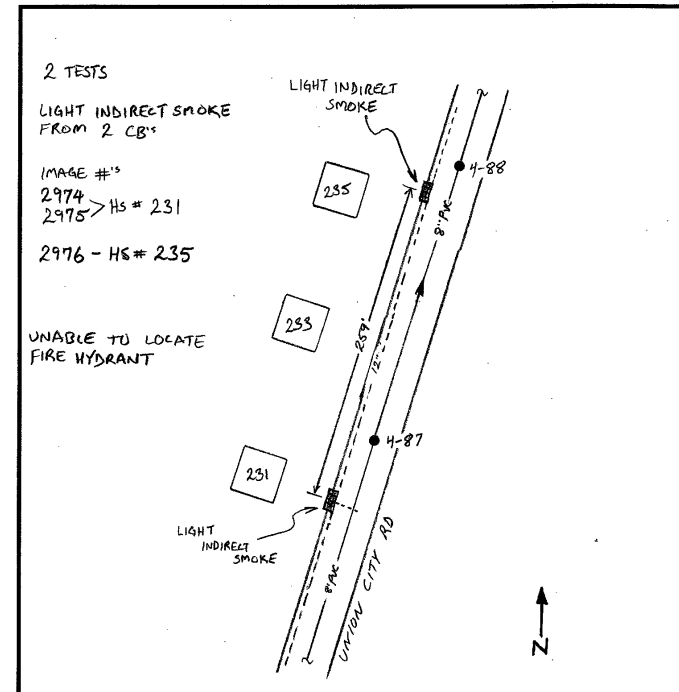 2 TESTS
LIGHT INDIRECT SMOKE
FROM 2 CB's
IMAGE #'s
2974
2975 > HS # 231
2976 - HS # 235
UNABLE TO LOCATE
FIRE HYDRANT
LIGHT INDIRECT
SMOKE
235
4-88
8" PVC
233
259'
12"
4-87
231
LIGHT
INDIRECT
SMOKE
8" PVC
UNION CITY RD
N